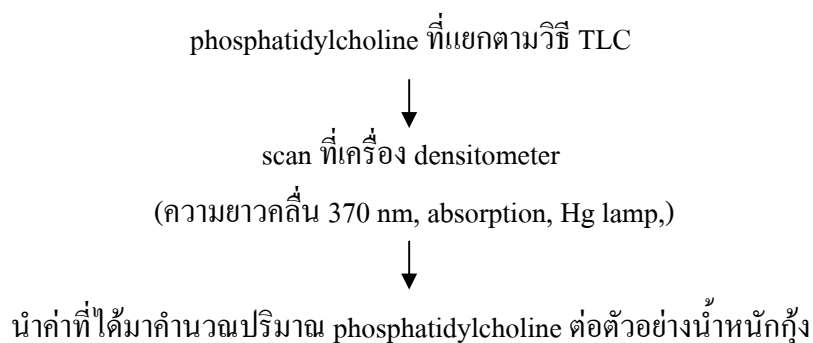 phosphatidylcholine ที่แยกตามวิธี TLC
scan ที่เครื่อง densitometer
(ความยาวคลื่น 370 nm, absorption, Hg lamp,)
นำค่าที่ได้มาคำนวณปริมาณ phosphatidylcholine ต่อตัวอย่างน้ำหนักกุ้ง